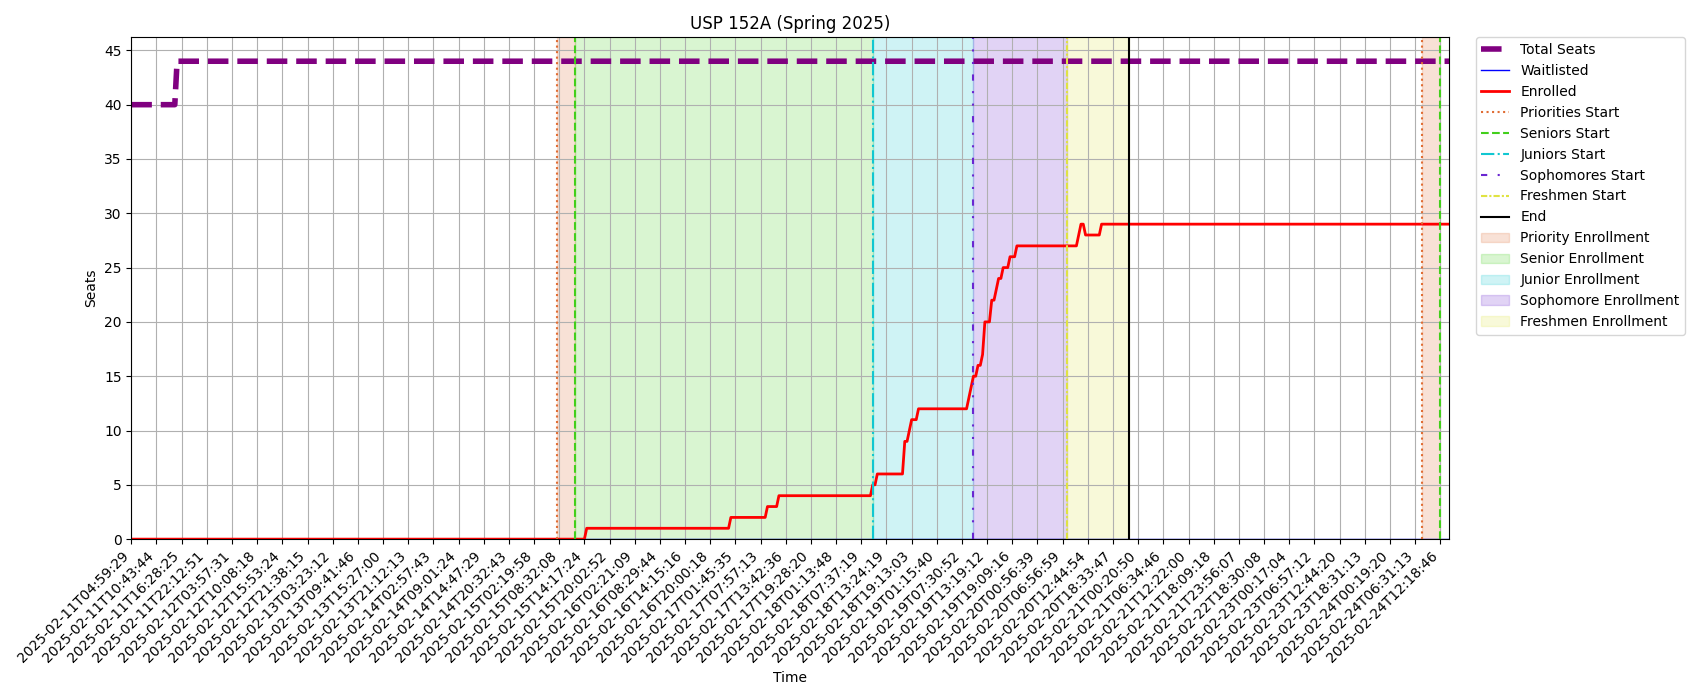 USP 152A (Spring 2025)
Total Seats
Waitlisted
Enrolled
Priorities Start
Seniors Start
Juniors Start
Sophomores Start
Freshmen Start
End
Priority Enrollment
Senior Enrollment
Junior Enrollment
Sophomore Enrollment
Freshmen Enrollment
Seats
45
40
35
30
25
20
15
10
5
0
2025-02-11T04:59:29
2025-02-11T10:43:44
2025-02-11T16:28:25
2025-02-11T22:12:51
2025-02-12T03:57:31
2025-02-12T10:08:18
2025-02-12T15:53:24
2025-02-12T21:38:15
2025-02-13T03:23:12
2025-02-13T09:41:46
2025-02-13T15:27:00
2025-02-13T21:12:13
2025-02-14T02:57:43
2025-02-14T09:01:24
2025-02-14T14:47:29
2025-02-14T20:32:43
2025-02-15T02:19:58
2025-02-15T08:32:08
2025-02-15T14:17:24
2025-02-15T20:02:52
2025-02-16T02:21:09
2025-02-16T08:29:44
2025-02-16T14:15:16
2025-02-16T20:00:18
2025-02-17T01:45:35
2025-02-17T07:57:13
2025-02-17T13:42:36
2025-02-17T19:28:20
2025-02-18T01:13:48
2025-02-18T07:37:19
2025-02-18T13:24:19
2025-02-18T19:13:03
2025-02-19T01:15:40
2025-02-19T07:30:52
2025-02-19T13:19:12
2025-02-19T19:09:16
2025-02-20T00:56:39
2025-02-20T06:56:59
2025-02-20T12:44:54
2025-02-20T18:33:47
2025-02-21T00:20:50
2025-02-21T06:34:46
2025-02-21T12:22:00
2025-02-21T18:09:18
2025-02-21T23:56:07
2025-02-22T18:30:08
2025-02-23T00:17:04
2025-02-23T06:57:12
2025-02-23T12:44:20
2025-02-23T18:31:13
2025-02-24T00:19:20
2025-02-24T06:31:13
2025-02-24T12:18:46
Time